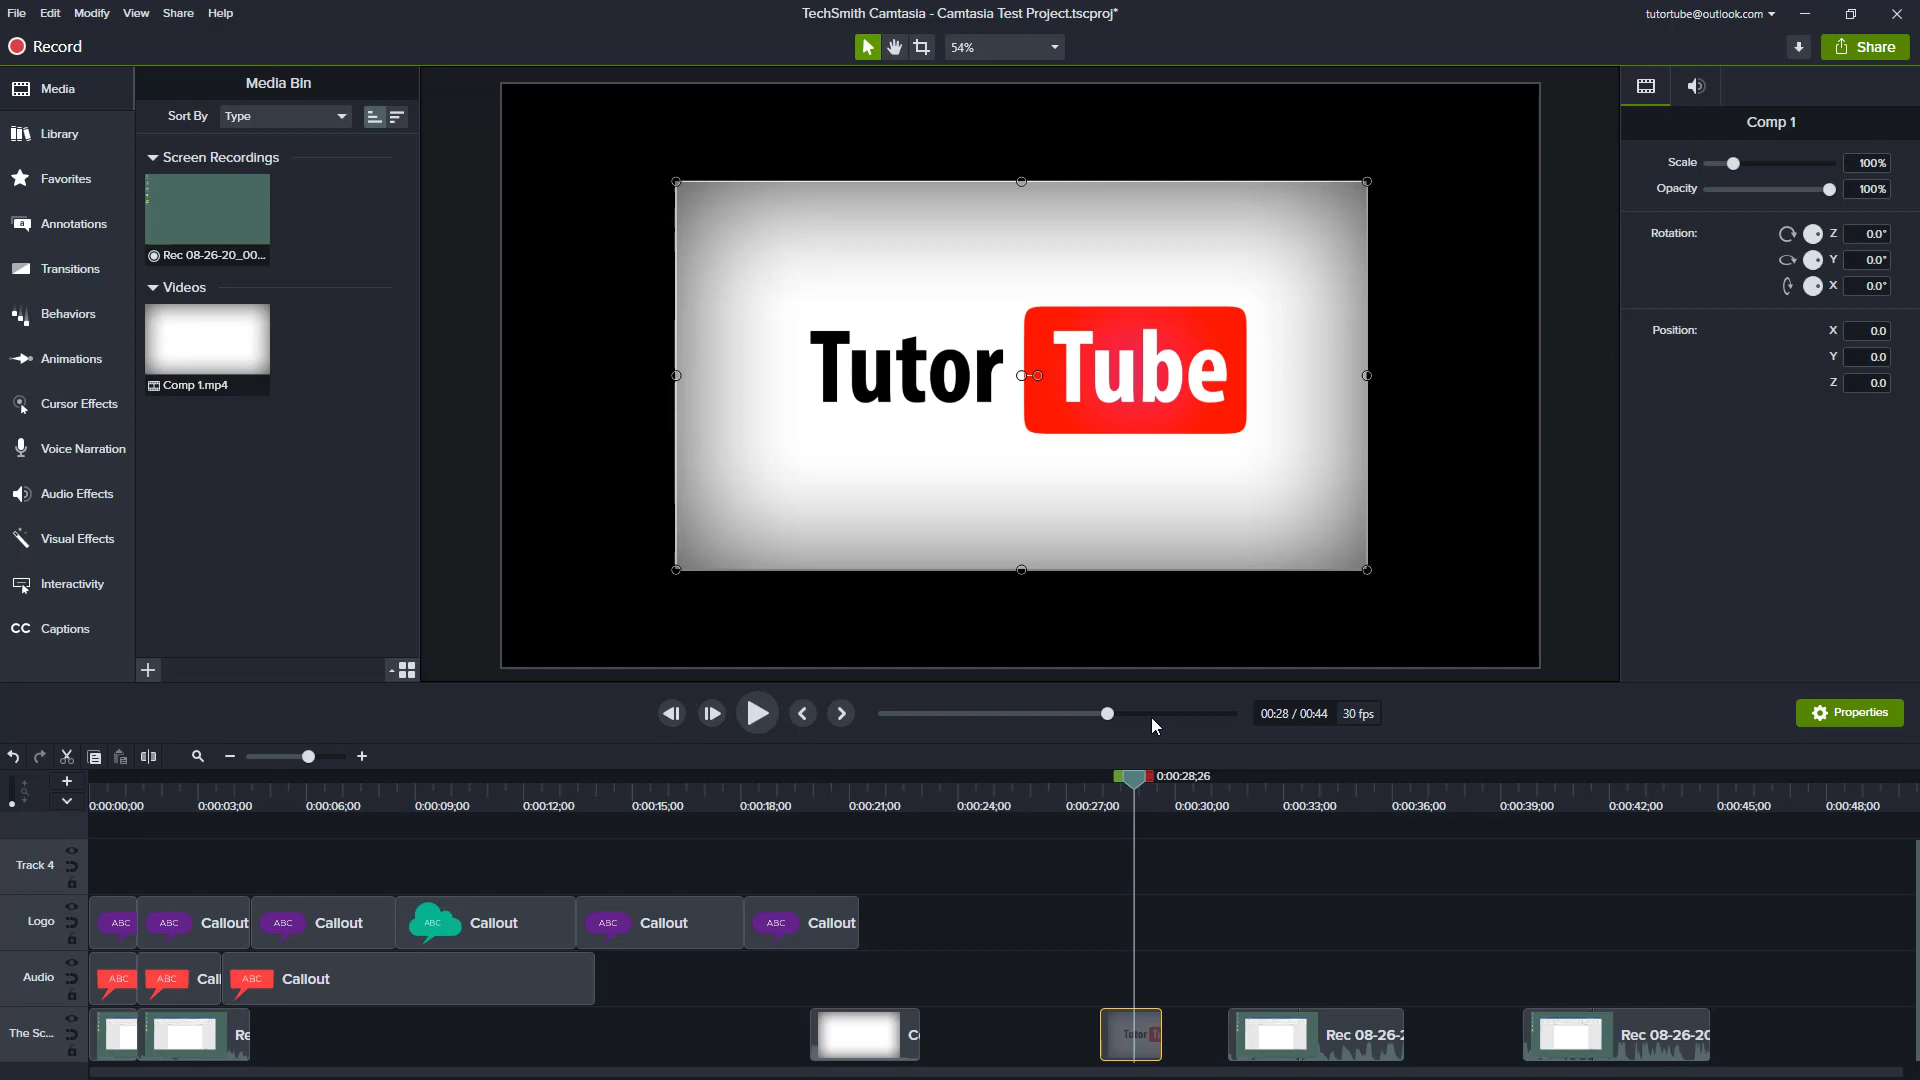 File Edit Modify View Share Help
TechSmith Camtasia - Camtasia Test Project.tscproj*
tutortube@outlook.com
Record
54%
Share
Media
Library
Favorites
Annotations
Transitions
Behaviors
Animations
Cursor Effects
Voice Narration
Audio Effects
Visual Effects
Interactivity
CC Captions
Media Bin
Sort By Type
Screen Recordings
Rec 08-26-20_00...
Videos
Comp 1.mp4
Tutor Tube
Comp 1
Scale 100%
Opacity 100%
Rotation: Z 0.0°
Y 0.0°
X 0.0°
Position: X 0.0
Y 0.0
Z 0.0
00:28 / 00:44 30 fps
Properties
0:00:28;26
0:00:00;00 0:00:03;00 0:00:06;00 0:00:09;00 0:00:12;00 0:00:15;00 0:00:18;00 0:00:21;00 0:00:24;00 0:00:27;00 0:00:30;00 0:00:33;00 0:00:36;00 0:00:39;00 0:00:42;00 0:00:45;00 0:00:48;00
Track 4
Logo ABC ABC Callout ABC Callout ABC Callout ABC Callout ABC Callout
Audio ABC ABC Call ABC Callout
The Sc... Re C Tutor T Rec 08-26-2 Rec 08-26-20